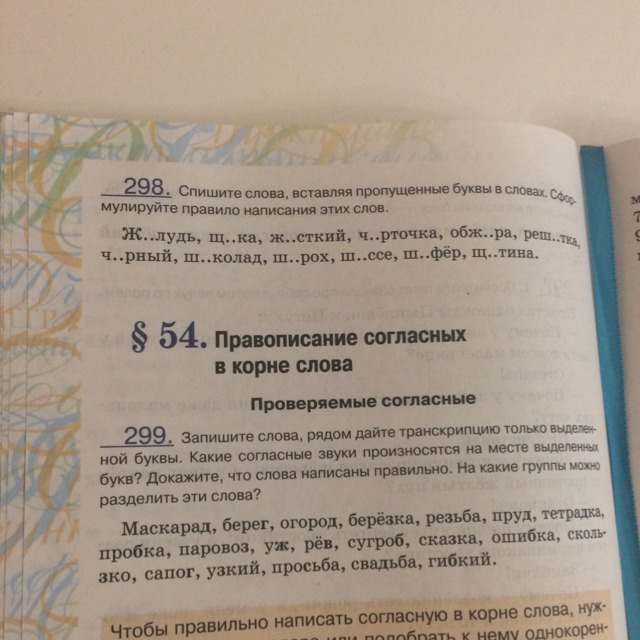 298. Спишите слова, вставляя пропущенные буквы в словах. Сфор-
мулируйте правило написания этих слов.
Ж..лудь, щ..ка, ж..сткий, ч..рточка, обж..ра, реш..тка,
ч..рный, ш..колад, ш..рох, ш..ссе, ш..фёр, щ..тина.
§ 54. Правописание согласных
в корне слова
Проверяемые согласные
299. Запишите слова, рядом дайте транскрипцию только выделен-
ной буквы. Какие согласные звуки произносятся на месте выделенных
букв? Докажите, что слова написаны правильно. На какие группы можно
разделить эти слова?
Маскарад, берег, огород, берёзка, резьба, пруд, тетрадка,
пробка, паровоз, уж, рёв, сугроб, сказка, ошибка, сколь-
зко, сапог, узкий, просьба, свадьба, гибкий.
Чтобы правильно написать согласную в корне слова, нуж-
или подобрать к нему однокорен-